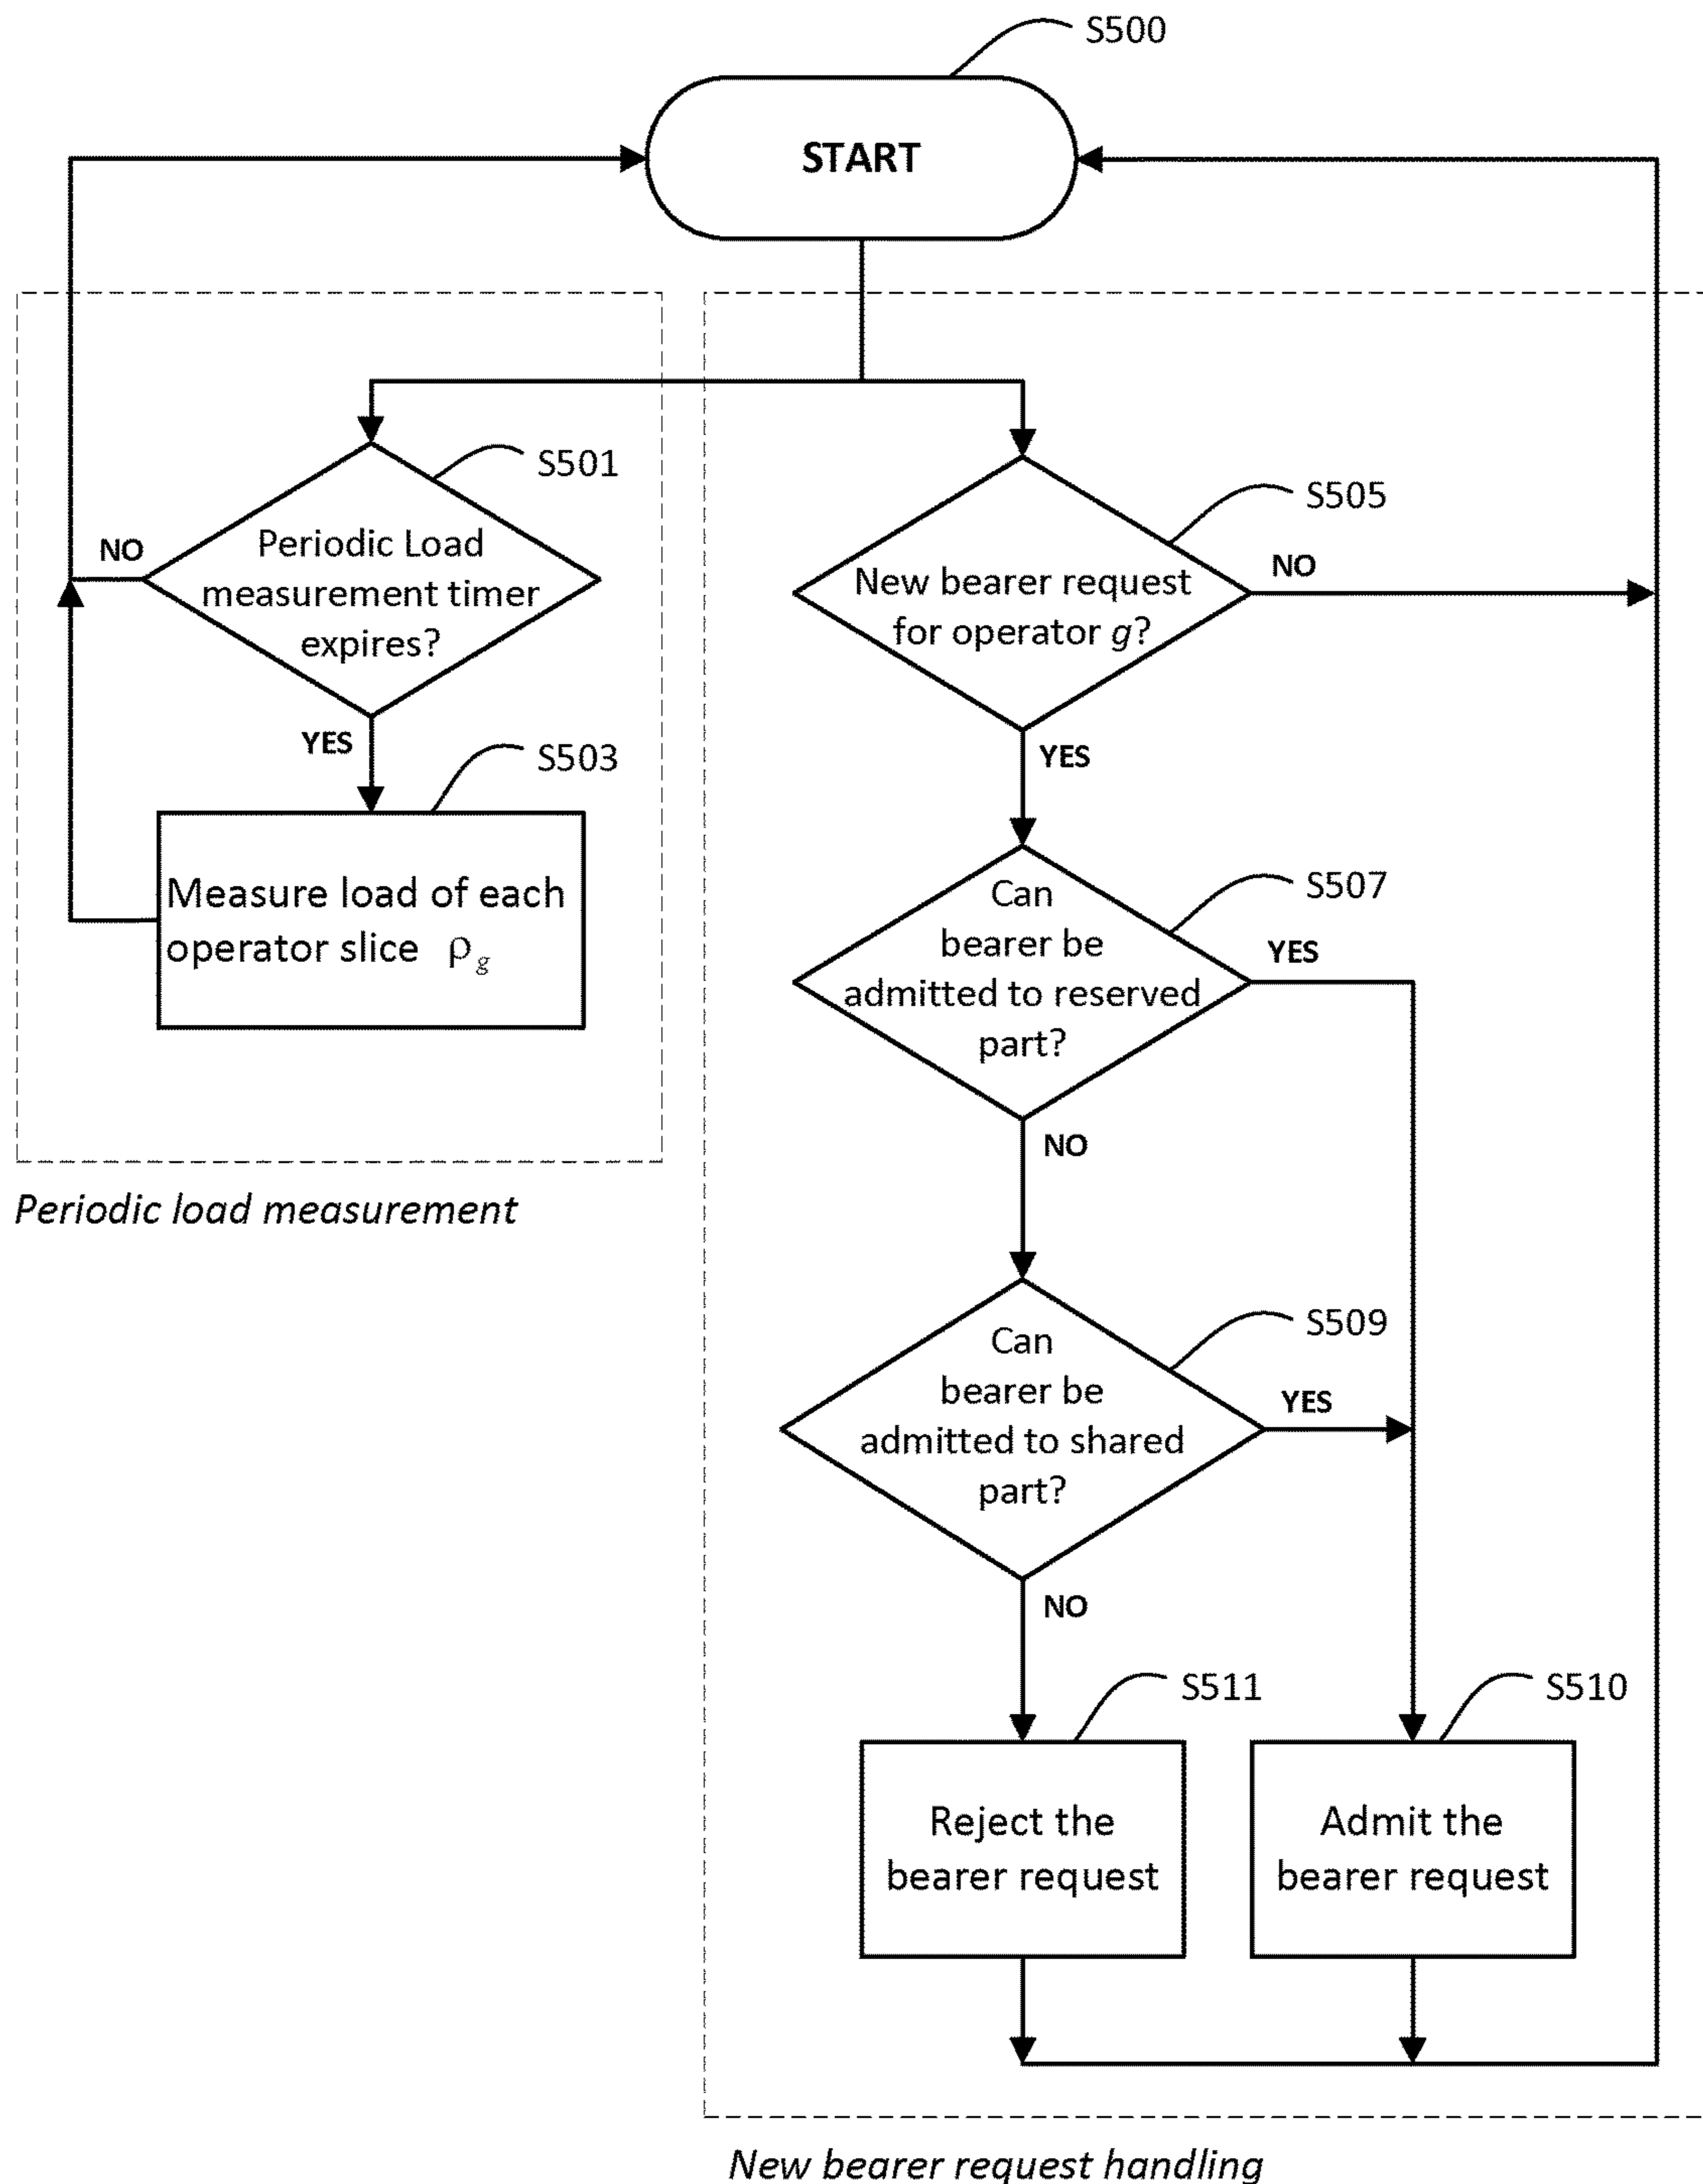 S500
START
S501
NO
Periodic Load
measurement timer
expires?
YES
S503
Measure load of each
operator slice ρg
Periodic load measurement
S505
New bearer request
for operator g?
NO
YES
S507
Can
bearer be
admitted to reserved
part?
YES
NO
S509
Can
bearer be
admitted to shared
part?
YES
NO
S511
Reject the
bearer request
S510
Admit the
bearer request
New bearer request handling